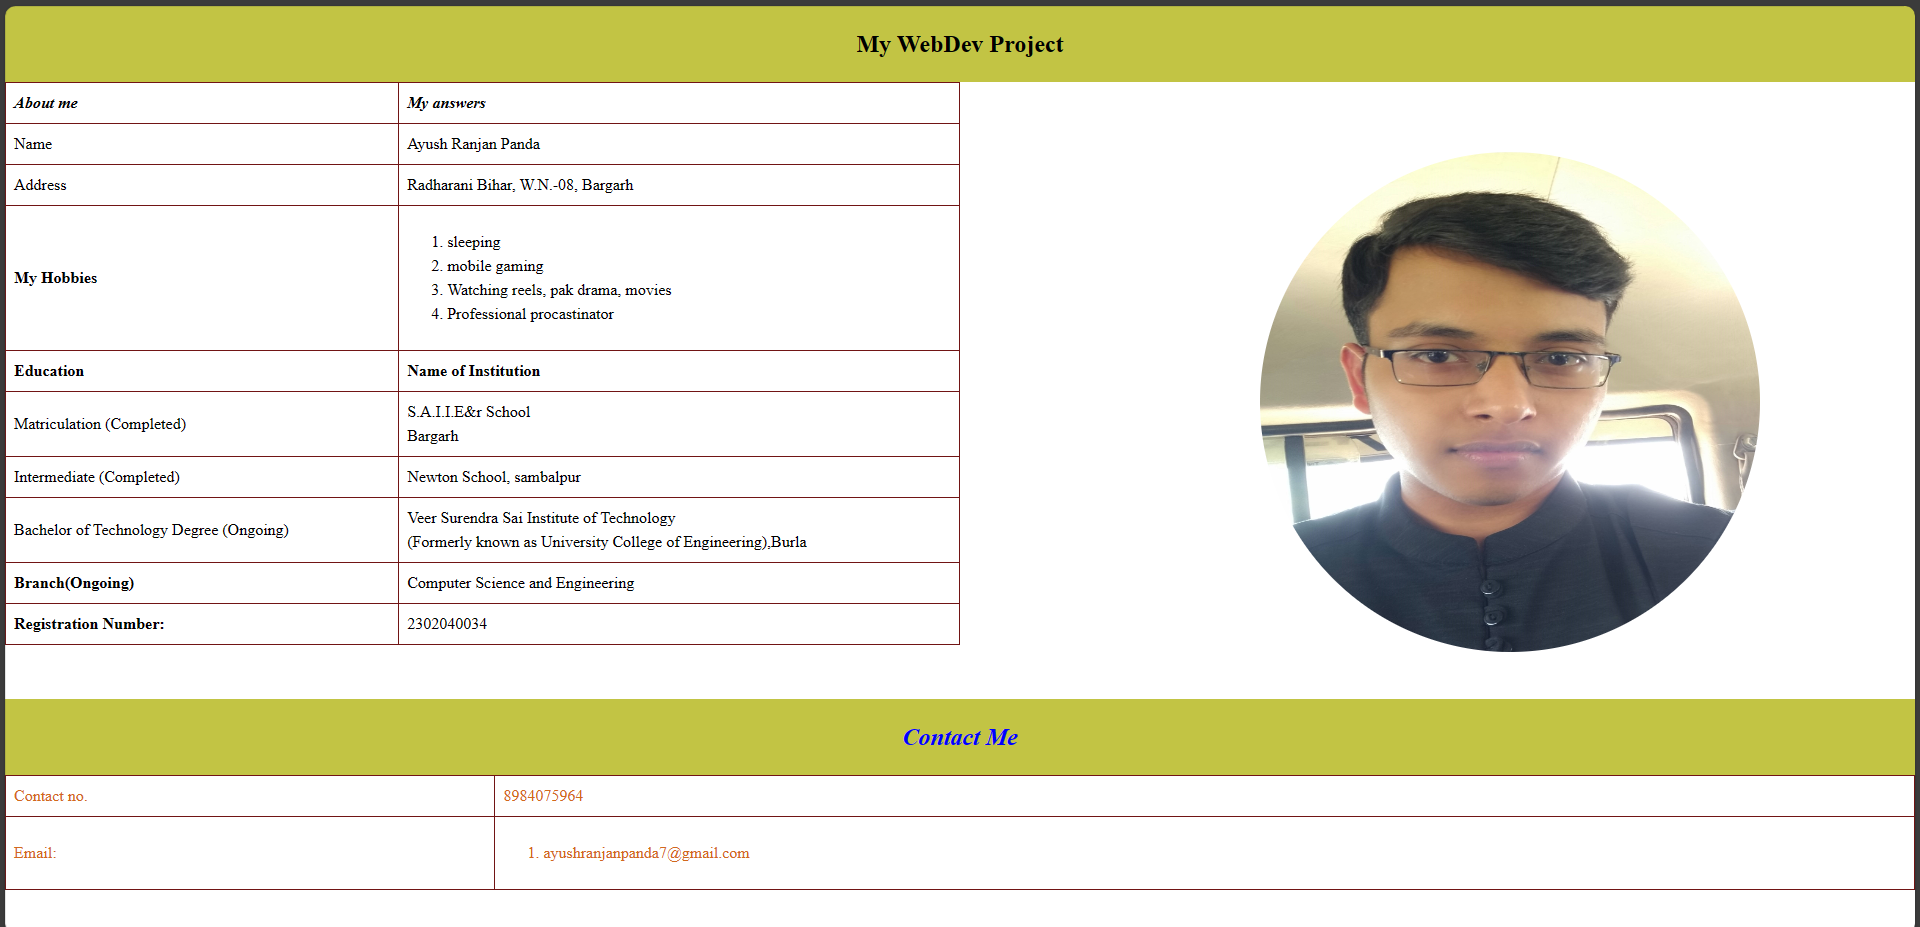 My WebDev Project
About me My answers
Name Ayush Ranjan Panda
Address Radharani Bihar, W.N.-08, Bargarh
My Hobbies
1. sleeping
2. mobile gaming
3. Watching reels, pak drama, movies
4. Professional procastinator
Education Name of Institution
Matriculation (Completed)
S.A.I.I.E&r School
Bargarh
Intermediate (Completed) Newton School, sambalpur
Bachelor of Technology Degree (Ongoing)
Veer Surendra Sai Institute of Technology
(Formerly known as University College of Engineering),Burla
Branch(Ongoing) Computer Science and Engineering
Registration Number: 2302040034
Contact Me
Contact no. 8984075964
Email: 1. ayushranjanpanda7@gmail.com